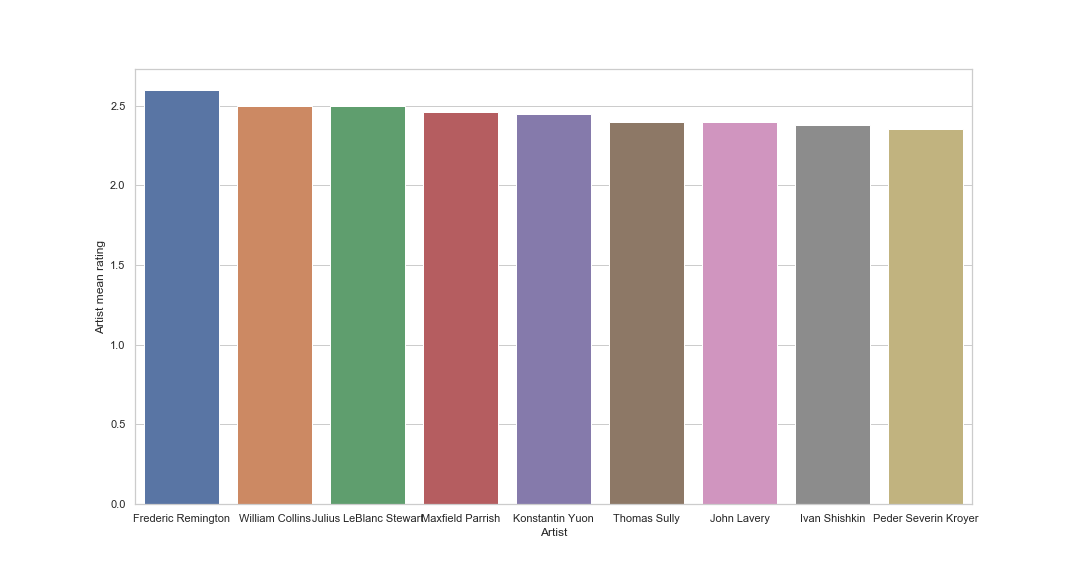 2.5
2.0
1.5
1.0
0.5
0.0
Artist mean rating
Frederic Remington William Collins Julius LeBlanc Stewart Maxfield Parrish Konstantin Yuon Thomas Sully John Lavery Ivan Shishkin Peder Severin Kroyer
Artist